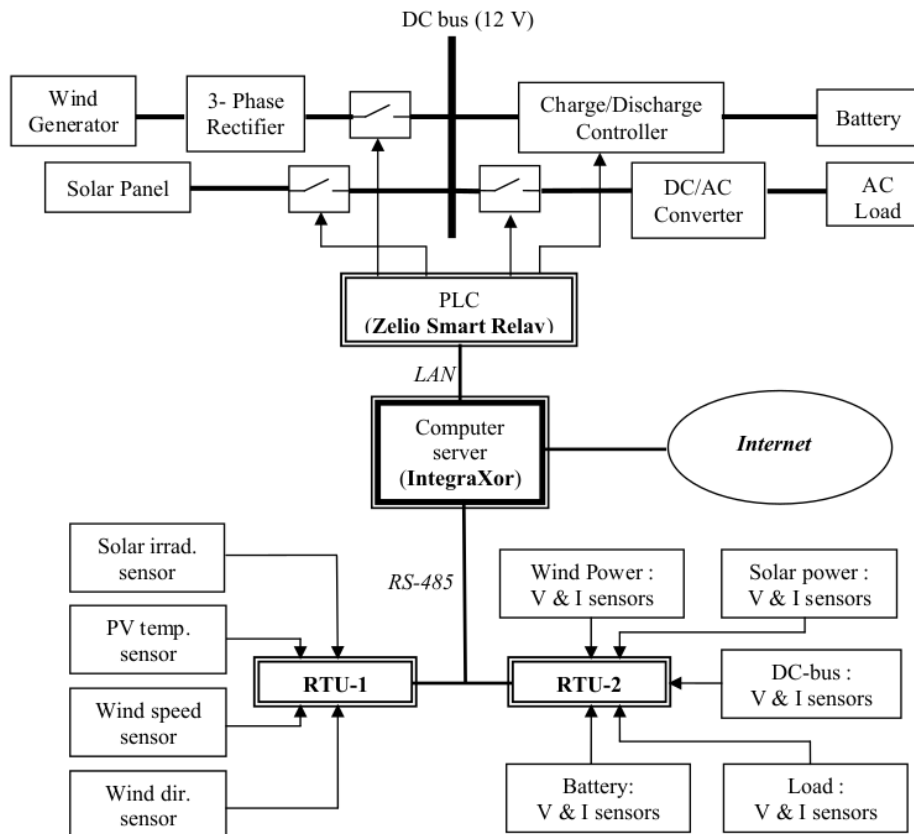 DC bus (12 V)
Wind
Generator
3- Phase
Rectifier
Charge/Discharge
Controller
Battery
Solar Panel
DC/AC
Converter
AC
Load
PLC
(Zelio Smart Relay)
LAN
Computer
server
(IntegraXor)
Internet
Solar irrad.
sensor
RS-485
Wind Power :
V & I sensors
Solar power :
V & I sensors
PV temp.
sensor
RTU-1
RTU-2
DC-bus :
V & I sensors
Wind speed
sensor
Wind dir.
sensor
Battery:
V & I sensors
Load :
V & I sensors